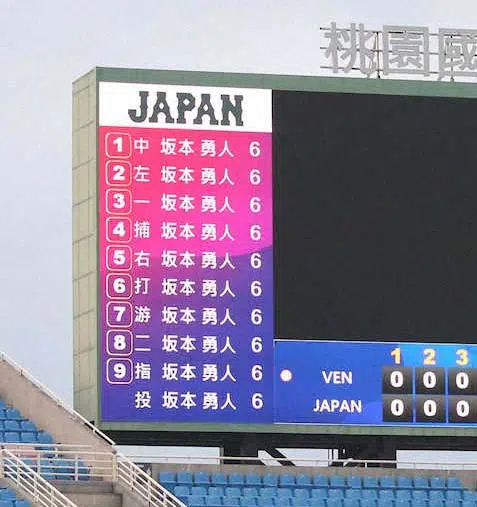 桃園國
JAPAN
1 中 坂本 勇人 6
2 左 坂本 勇人 6
3 一 坂本 勇人 6
4 捕 坂本 勇人 6
5 右 坂本 勇人 6
6 打 坂本 勇人 6
7 游 坂本 勇人 6
8 二 坂本 勇人 6
9 指 坂本 勇人 6
投 坂本 勇人 6
1 2 3
VEN 0 0 0
JAPAN 0 0 0